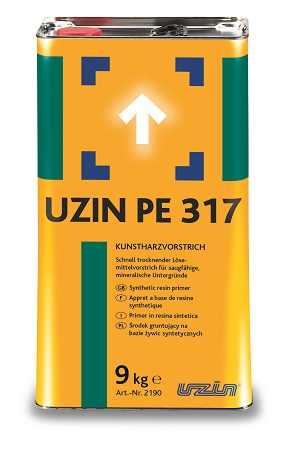 UZIN PE 317
KUNSTHARZVORSTRICH
Schnell trocknender Löse-
mittelvorstrich für saugfähige,
mineralische Untergründe
GB Synthetic resin primer
F Appret a base de resine
synthetique
I Primer in resina sintetica
PL Środek gruntujący na
bazie żywic syntetycznych
9 kg e
Art.-Nr. 2190
uzin